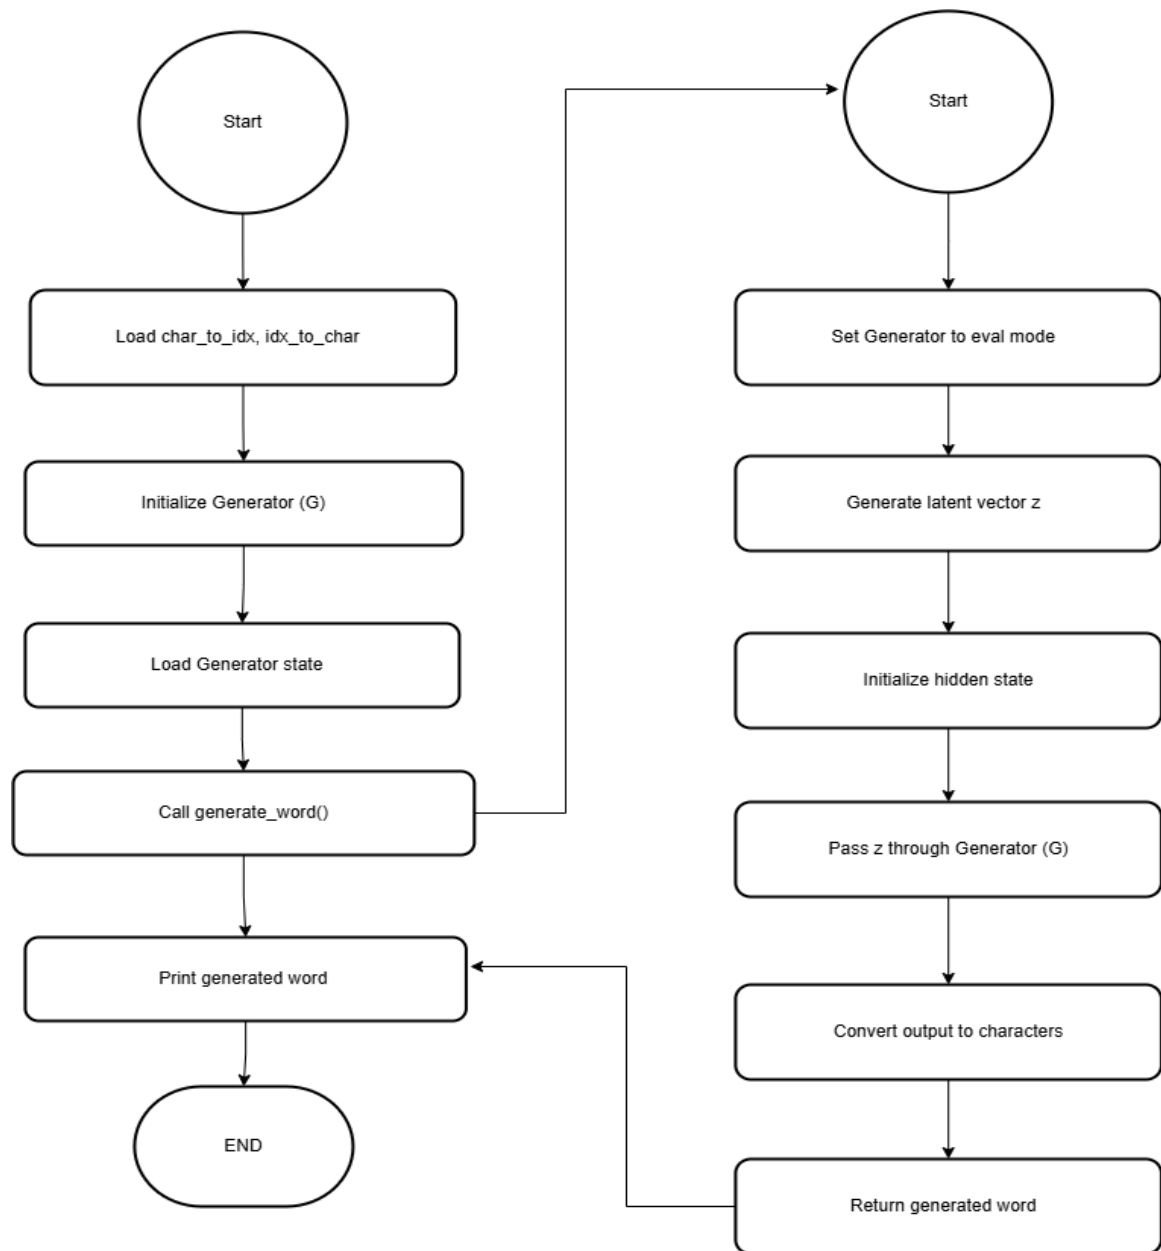 Start
Load char_to_idx, idx_to_char
Initialize Generator (G)
Load Generator state
Call generate_word()
Print generated word
END
Start
Set Generator to eval mode
Generate latent vector z
Initialize hidden state
Pass z through Generator (G)
Convert output to characters
Return generated word